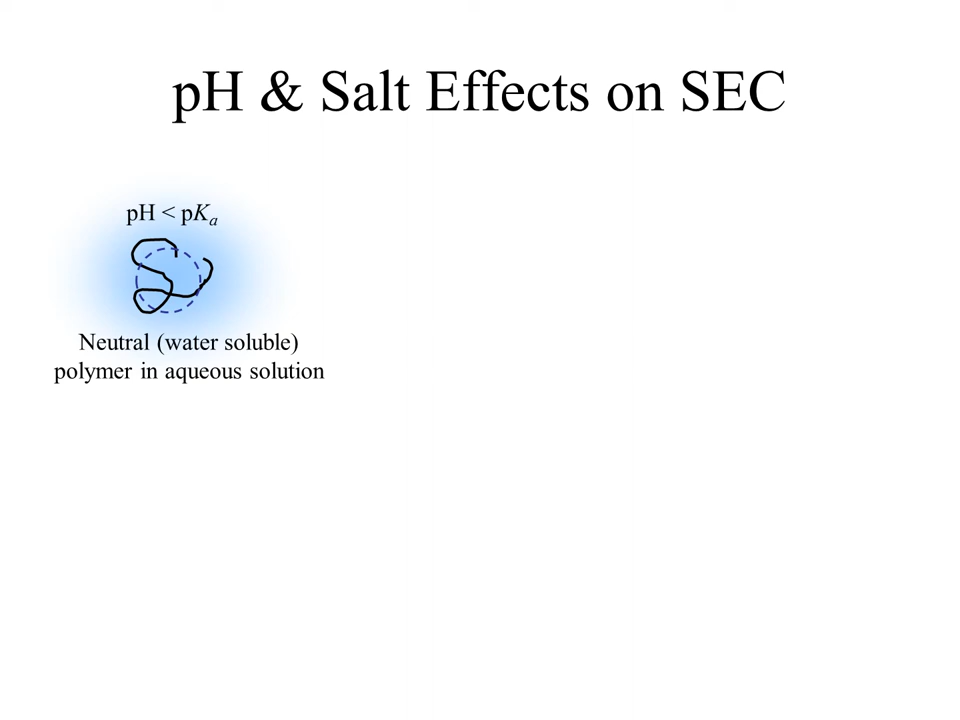 pH & Salt Effects on SEC
pH < pKa
Neutral (water soluble)
polymer in aqueous solution